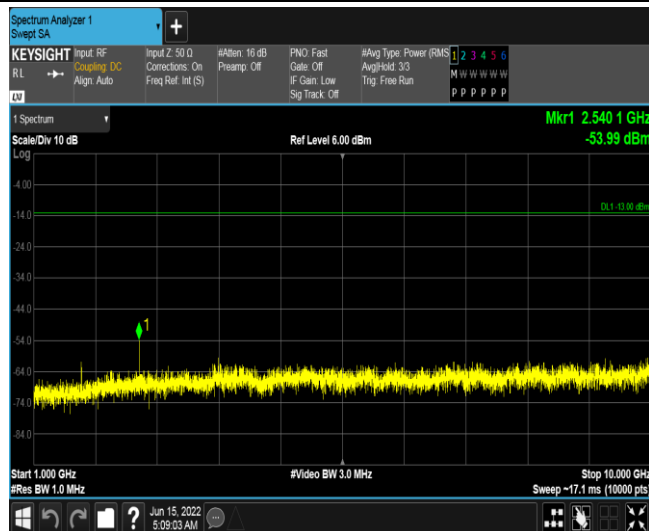 Spectrum Analyzer 1
Swept SA
KEYSIGHT
RL
Input: RF
Coupling: DC
Align: Auto
Input Z: 50 Ω
Corrections: On
Freq Ref: Int (S)
#Atten: 16 dB
Preamp: Off
PNO: Fast
Gate: Off
IF Gain: Low
Sig Track: Off
#Avg Type: Power (RMS
Avg|Hold: 3/3
Trig: Free Run
1 2 3 4 5 6
M W W W W W
P P P P P P
1 Spectrum
Scale/Div 10 dB
Ref Level 6.00 dBm
Mkr1 2.540 1 GHz
-53.99 dBm
Log
-4.00
DL1 -13.00 dBm
-14.0
-24.0
-34.0
-44.0
1
-54.0
-64.0
-74.0
-84.0
Start 1.000 GHz
#Video BW 3.0 MHz
Stop 10.000 GHz
#Res BW 1.0 MHz
Sweep ~17.1 ms (10000 pts)
?
Jun 15, 2022
5:09:03 AM